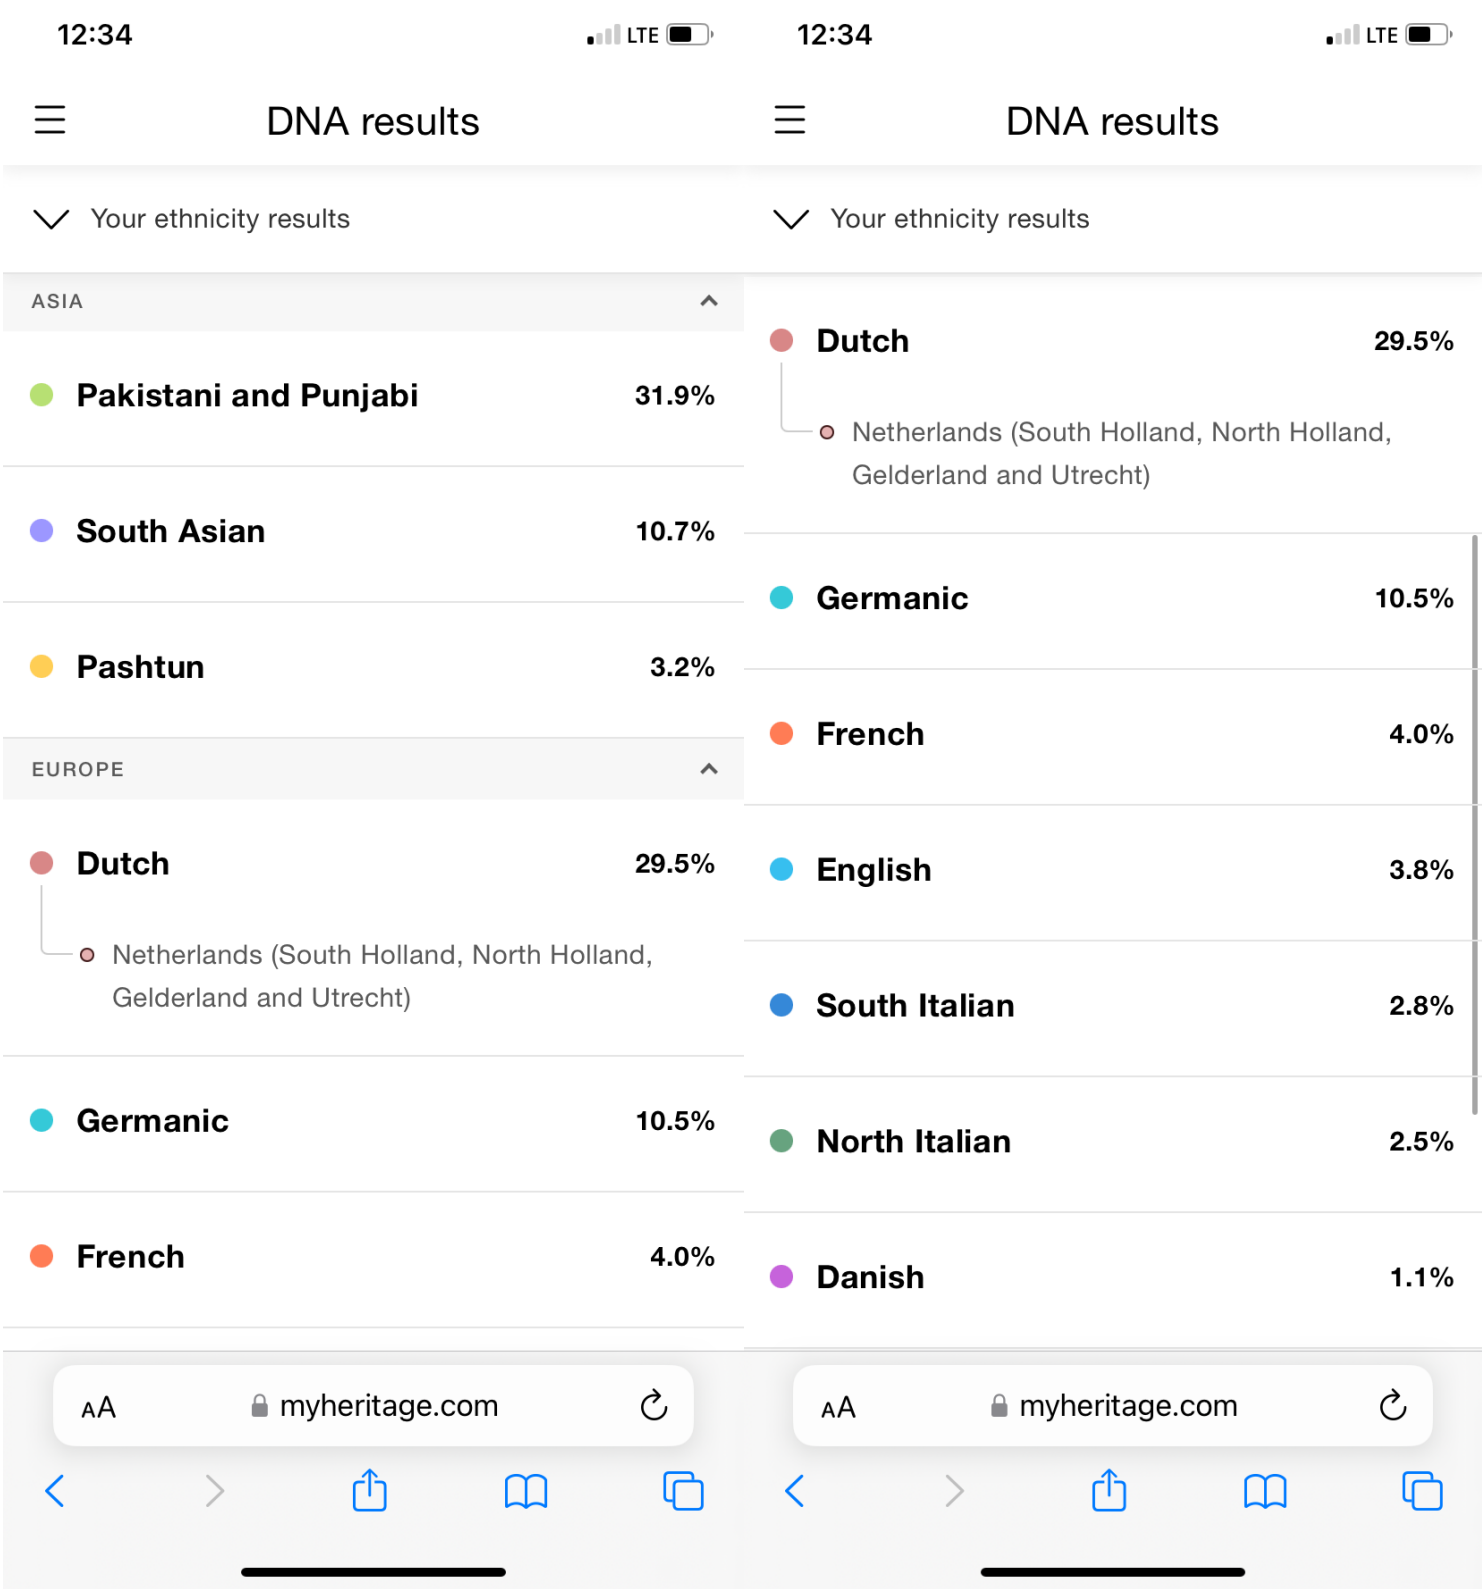 12:34 LTE
DNA results
Your ethnicity results
ASIA
Pakistani and Punjabi 31.9%
South Asian 10.7%
Pashtun 3.2%
EUROPE
Dutch 29.5%
Netherlands (South Holland, North Holland,
Gelderland and Utrecht)
Germanic 10.5%
French 4.0%
AA myheritage.com
12:34 LTE
DNA results
Your ethnicity results
Dutch 29.5%
Netherlands (South Holland, North Holland,
Gelderland and Utrecht)
Germanic 10.5%
French 4.0%
English 3.8%
South Italian 2.8%
North Italian 2.5%
Danish 1.1%
AA myheritage.com